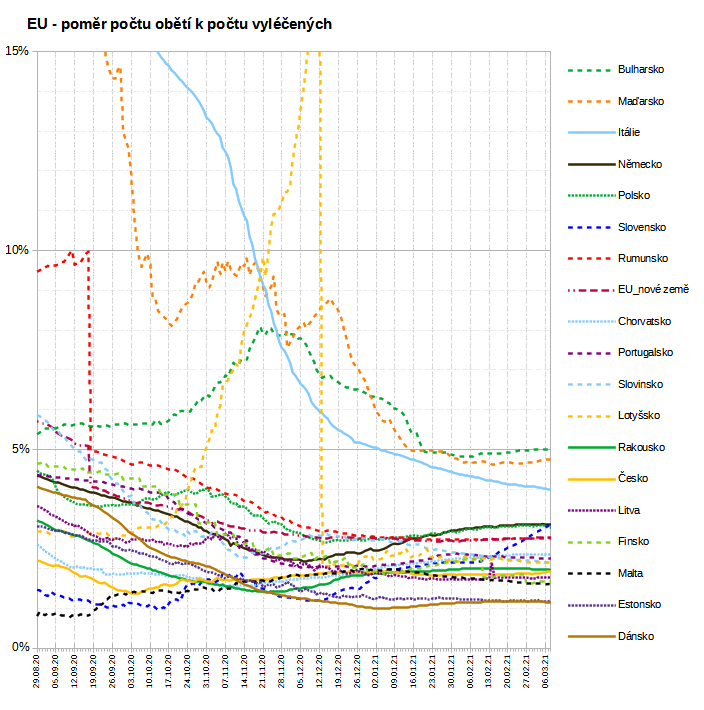 EU - poměr počtu obětí k počtu vyléčených
15%
10%
5%
0%
29.08.20
05.09.20
12.09.20
19.09.20
26.09.20
03.10.20
10.10.20
17.10.20
24.10.20
31.10.20
07.11.20
14.11.20
21.11.20
28.11.20
05.12.20
12.12.20
19.12.20
26.12.20
02.01.21
09.01.21
16.01.21
23.01.21
30.01.21
06.02.21
13.02.21
20.02.21
27.02.21
06.03.21
Bulharsko
Maďarsko
Itálie
Německo
Polsko
Slovensko
Rumunsko
EU_nové země
Chorvatsko
Portugalsko
Slovinsko
Lotyšsko
Rakousko
Česko
Litva
Finsko
Malta
Estonsko
Dánsko